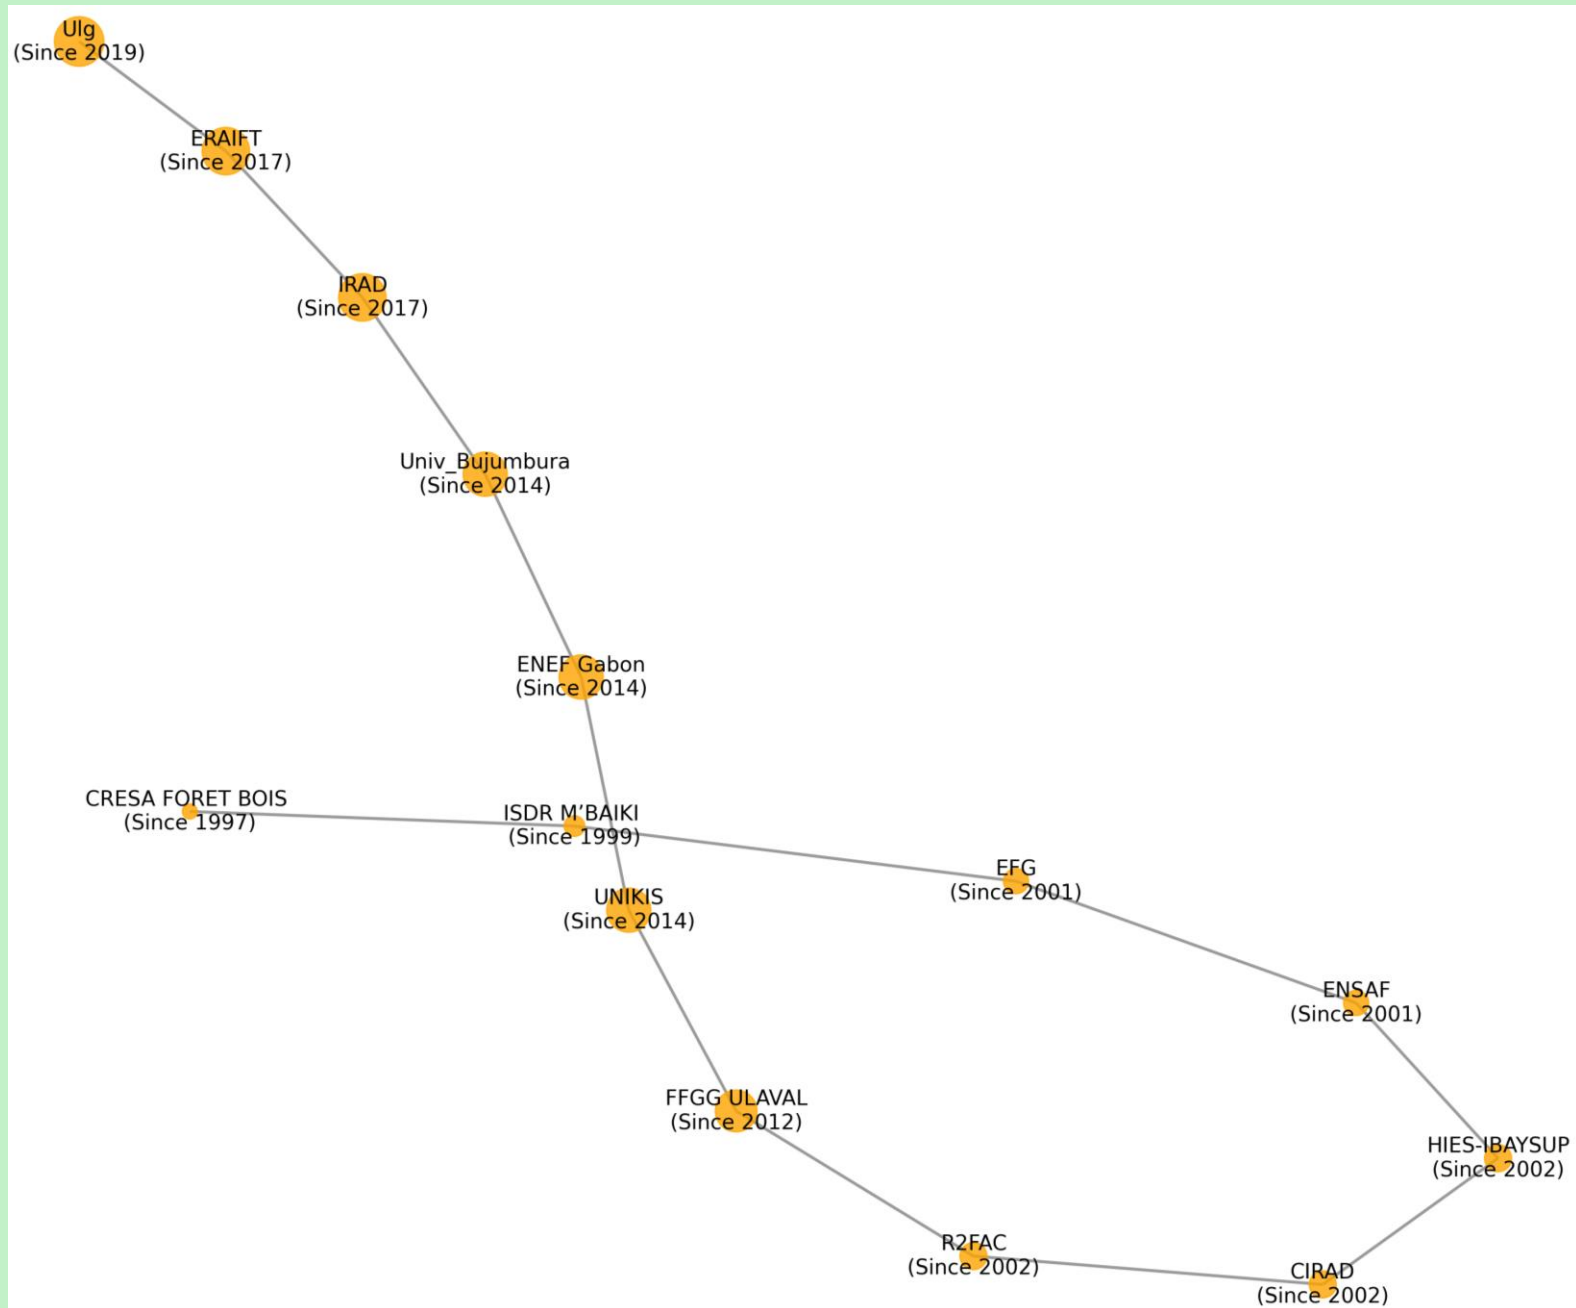 Ulg
(Since 2019)
ERAIFT
(Since 2017)
IRAD
(Since 2017)
Univ_Bujumbura
(Since 2014)
ENEF Gabon
(Since 2014)
CRESA FORET BOIS
(Since 1997)
ISDR M’BAIKI
(Since 1999)
EFG
(Since 2001)
UNIKIS
(Since 2014)
ENSAF
(Since 2001)
FFGG ULAVAL
(Since 2012)
HIES-IBAYSUP
(Since 2002)
R2FAC
(Since 2002)
CIRAD
(Since 2002)